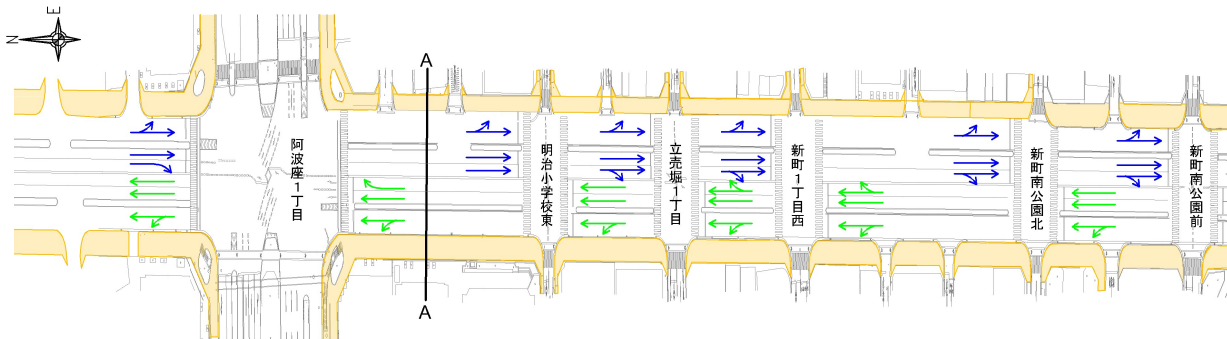 E
N
A
阿波座1丁目
明治小学校東
立売堀1丁目
新町1丁目西
新町南公園北
新町南公園前
A